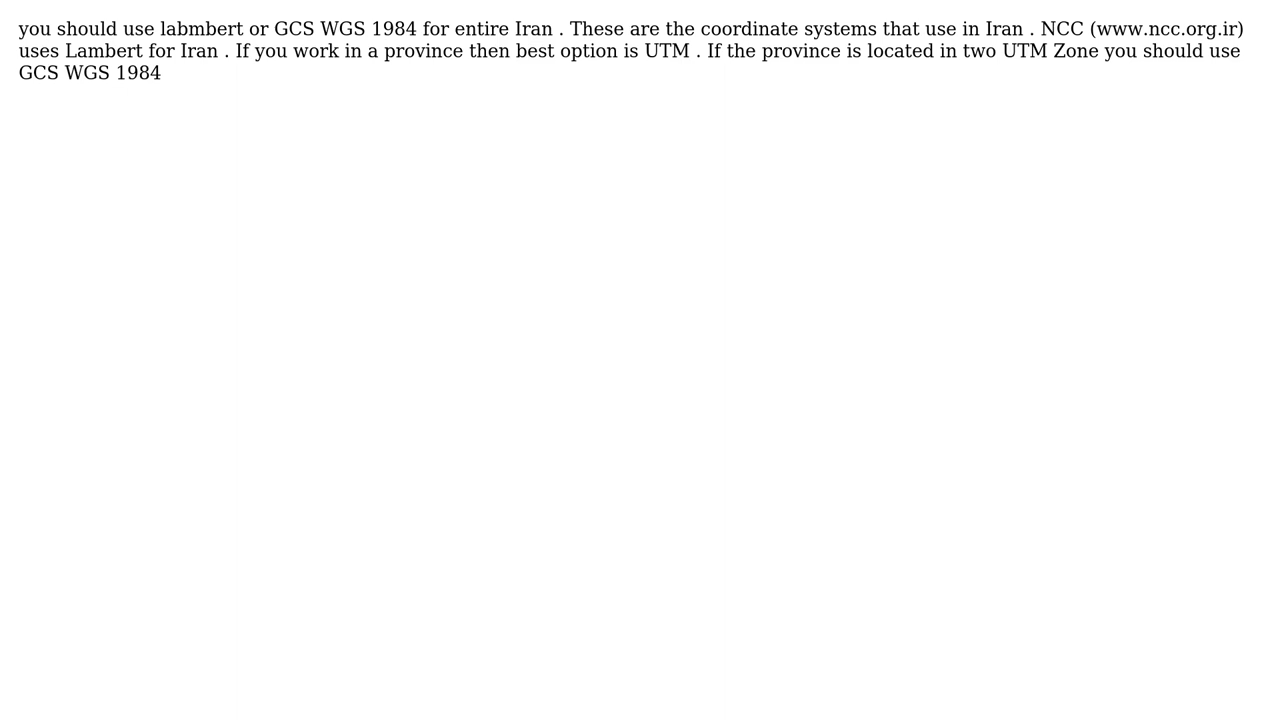 you should use labmbert or GCS WGS 1984 for entire Iran . These are the coordinate systems that use in Iran . NCC (www.ncc.org.ir)
uses Lambert for Iran . If you work in a province then best option is UTM . If the province is located in two UTM Zone you should use
GCS WGS 1984